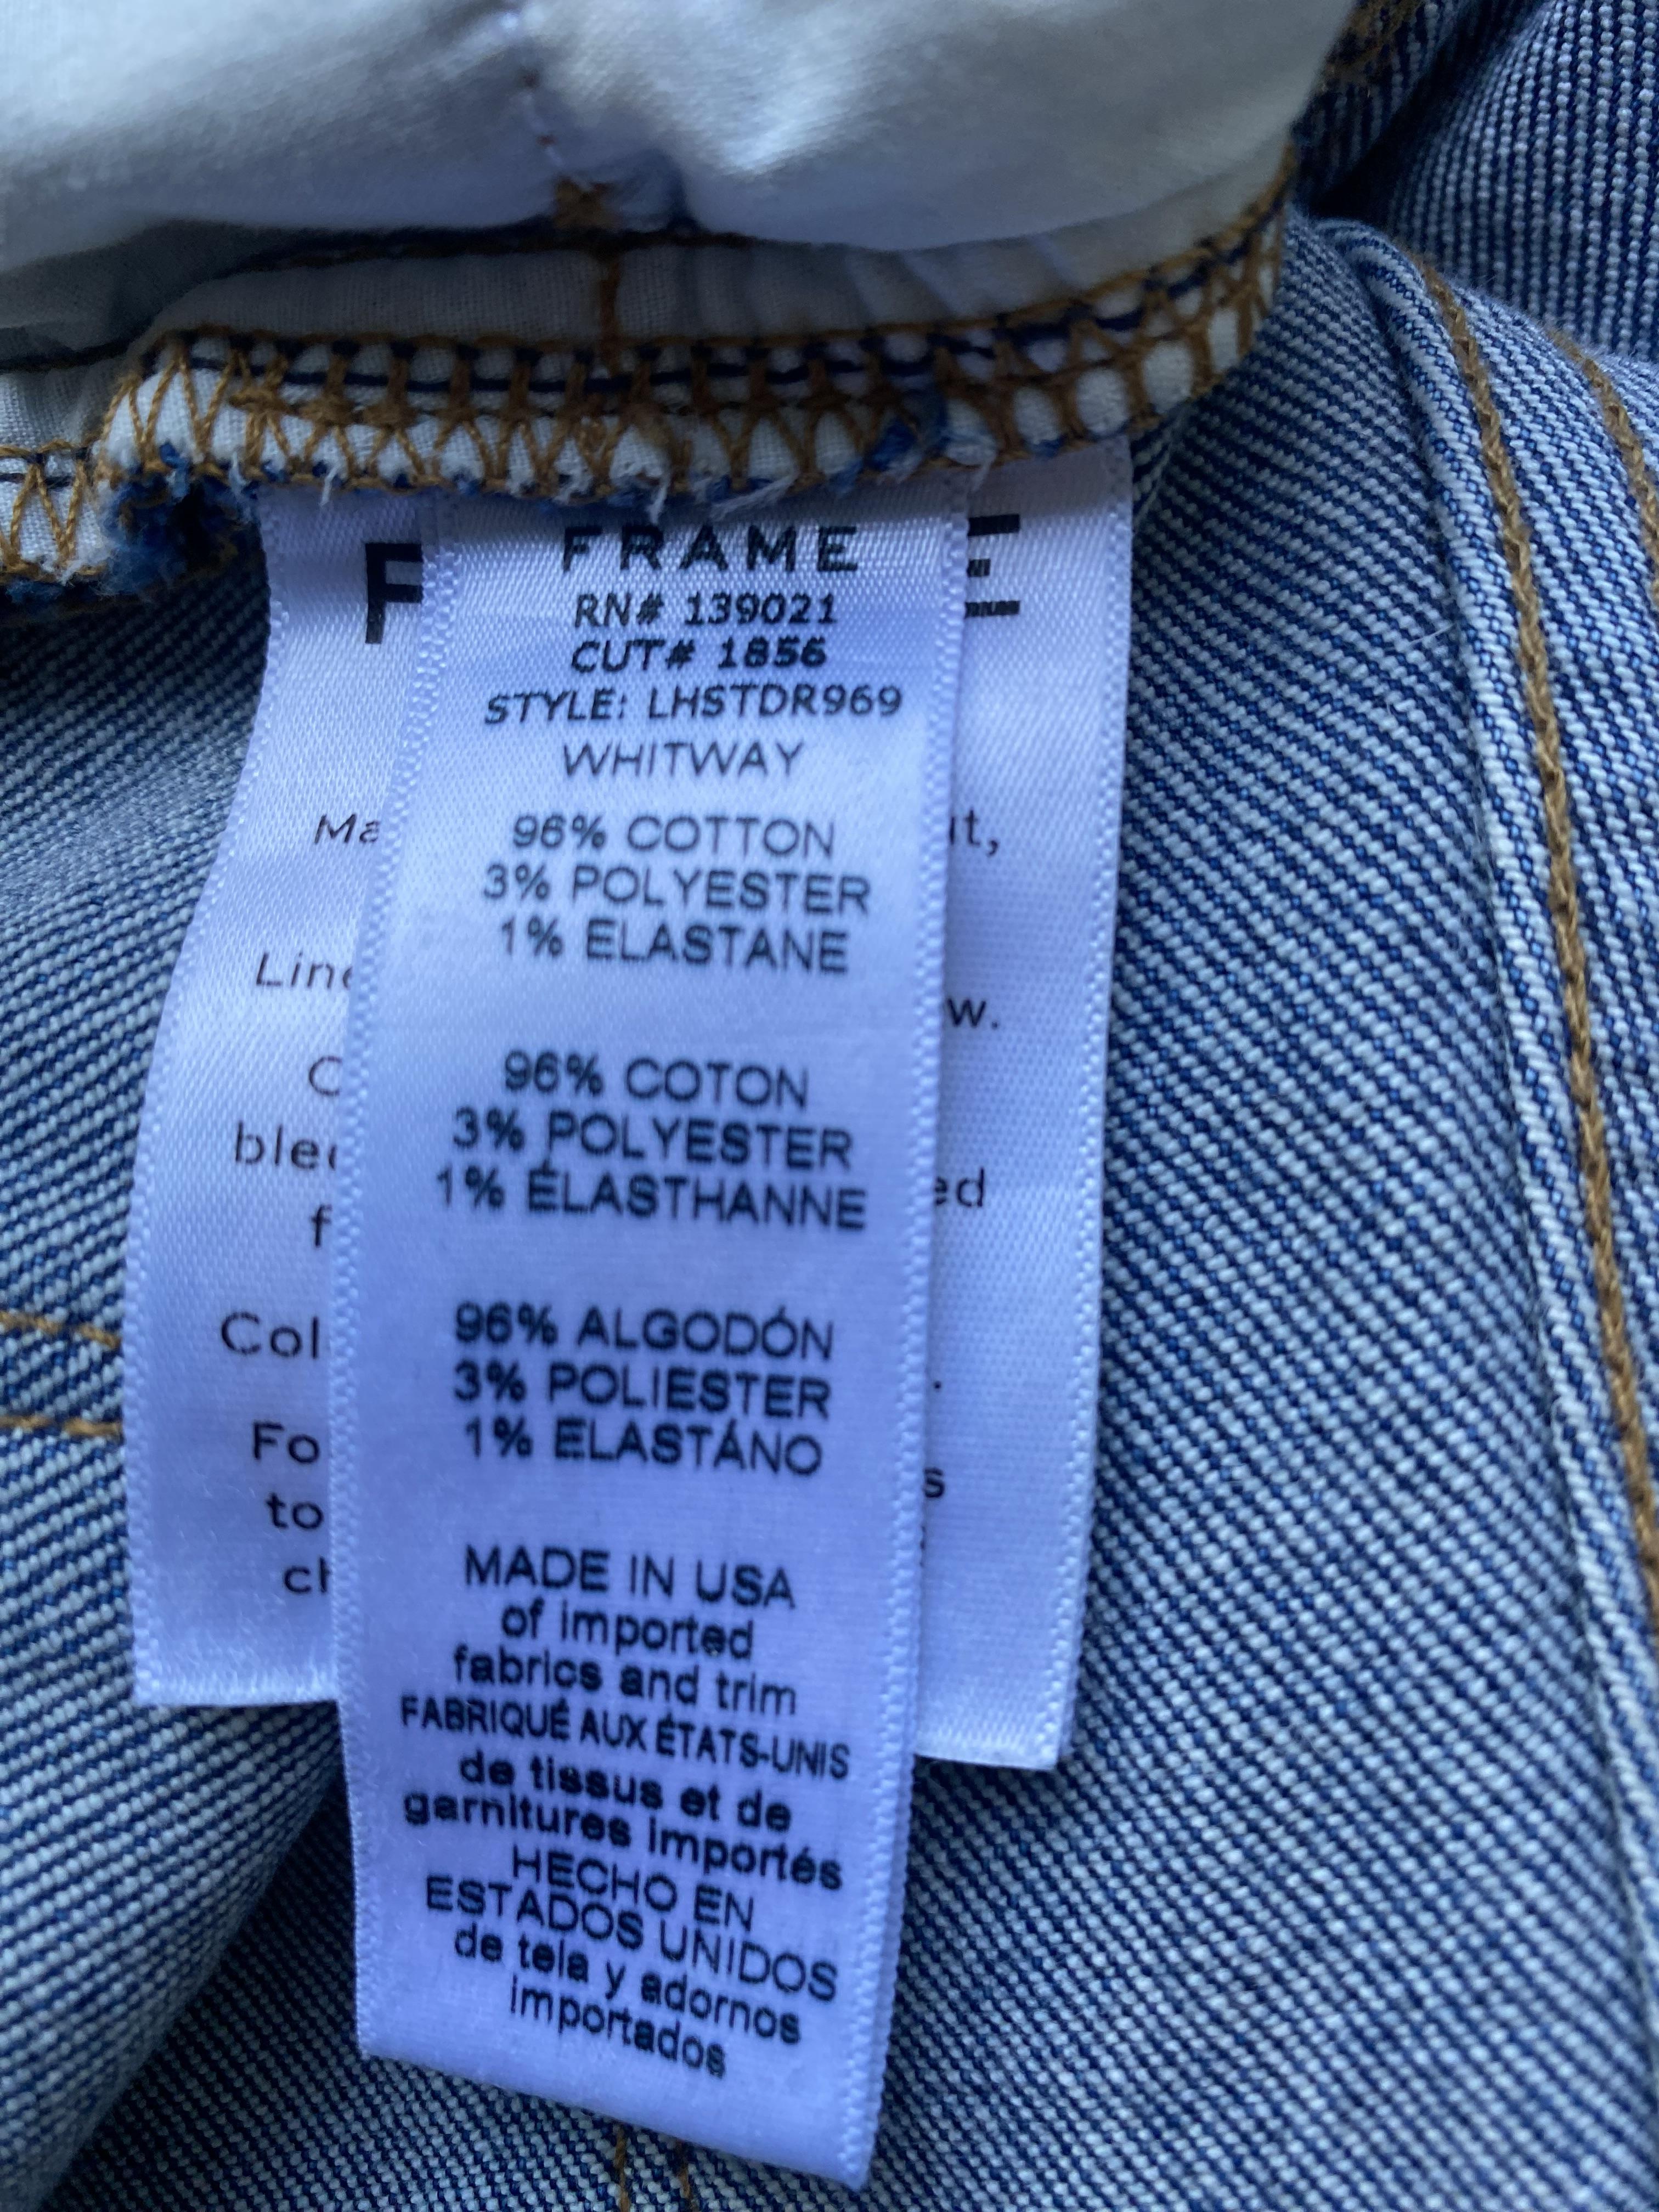 FRAME
RN# 139021
CUT# 1856
STYLE: LHSTDR969
WHITWAY
96% COTTON
3% POLYESTER
1% ELASTANE
96% COTON
3% POLYESTER
1% ÉLASTHANNE
96% ALGODÓN
3% POLIESTER
1% ELASTÁNO
MADE IN USA
of imported
fabrics and trim
FABRIQUÉ AUX ÉTATS-UNIS
de tissus et de
garnitures importés
HECHO EN
ESTADOS UNIDOS
de tela y adornos
importados